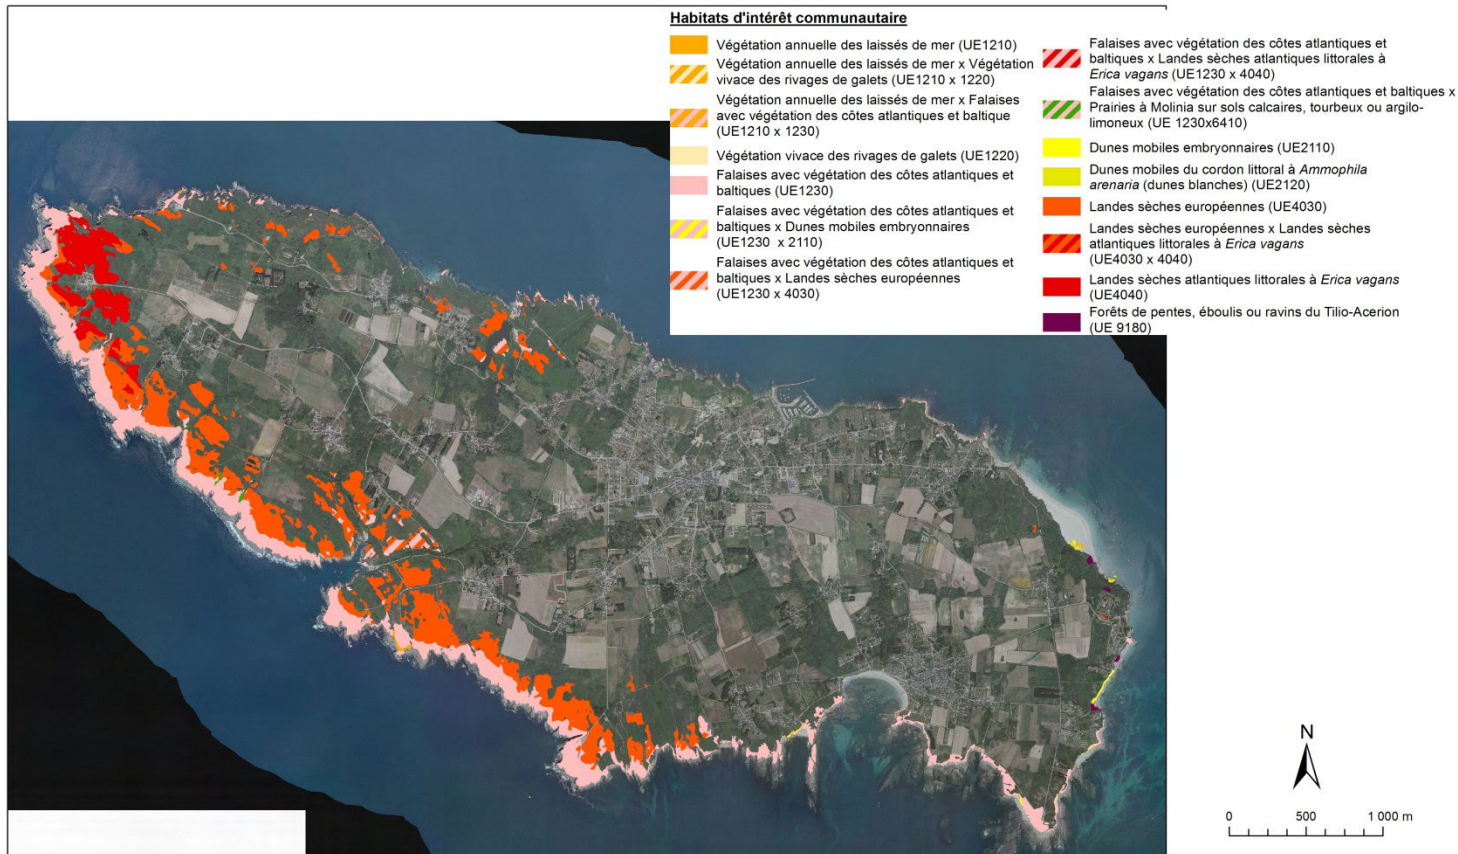 Habitats d'intérêt communautaire
Végétation annuelle des laissés de mer (UE1210)
Végétation annuelle des laissés de mer x Végétation
vivace des rivages de galets (UE1210 x 1220)
Végétation annuelle des laissés de mer x Falaises
avec végétation des côtes atlantiques et baltique
(UE1210 x 1230)
Végétation vivace des rivages de galets (UE1220)
Falaises avec végétation des côtes atlantiques et
baltiques (UE1230)
Falaises avec végétation des côtes atlantiques et
baltiques x Dunes mobiles embryonnaires
(UE1230 x 2110)
Falaises avec végétation des côtes atlantiques et
baltiques x Landes sèches européennes
(UE1230 x 4030)
Falaises avec végétation des côtes atlantiques et
baltiques x Landes sèches atlantiques littorales à
Erica vagans (UE1230 x 4040)
Falaises avec végétation des côtes atlantiques et baltiques x
Prairies à Molinia sur sols calcaires, tourbeux ou argilo-
limoneux (UE 1230x6410)
Dunes mobiles embryonnaires (UE2110)
Dunes mobiles du cordon littoral à Ammophila
arenaria (dunes blanches) (UE2120)
Landes sèches européennes (UE4030)
Landes sèches européennes x Landes sèches
atlantiques littorales à Erica vagans
(UE4030 x 4040)
Landes sèches atlantiques littorales à Erica vagans
(UE4040)
Forêts de pentes, éboulis ou ravins du Tilio-Acerion
(UE 9180)
N
0 500 1 000 m